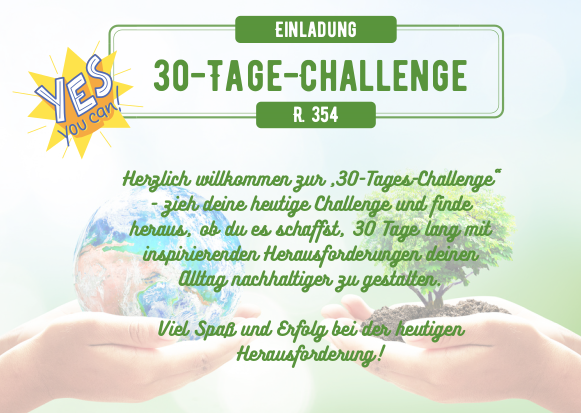 EINLADUNG
30-TAGE-CHALLENGE
R. 354
YES
you can!
Herzlich willkommen zur ‚30-Tages-Challenge“
- zieh deine heutige Challenge und finde
heraus, ob du es schaffst, 30 Tage lang mit
inspirierenden Herausforderungen deinen
Alltag nachhaltiger zu gestalten.
Viel Spaß und Erfolg bei der heutigen
Herausforderung!